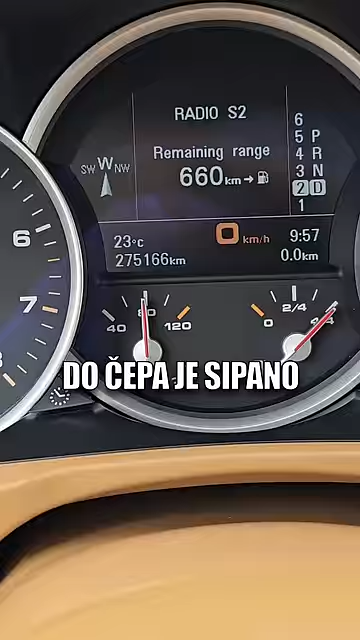 RADIO S2
Remaining range
660km
SW W NW
6
5 P
4 R
3 N
2 D
1
23°C
0 km/h
9:57
275166km
0.0km
6
7
8
40
80
120
0
2/4
4/4
DO ČEPA JE SIPANO